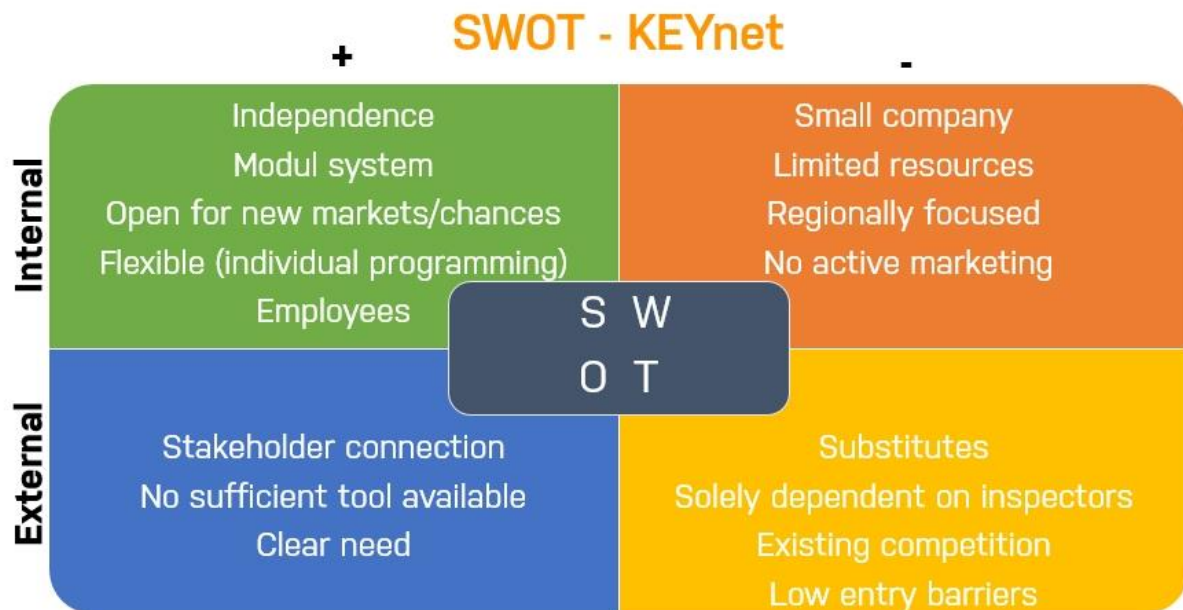 SWOT - KEYnet
+
-
Internal
Independence
Modul system
Open for new markets/chances
Flexible (individual programming)
Employees
Small company
Limited resources
Regionally focused
No active marketing
S W
O T
External
Stakeholder connection
No sufficient tool available
Clear need
Substitutes
Solely dependent on inspectors
Existing competition
Low entry barriers